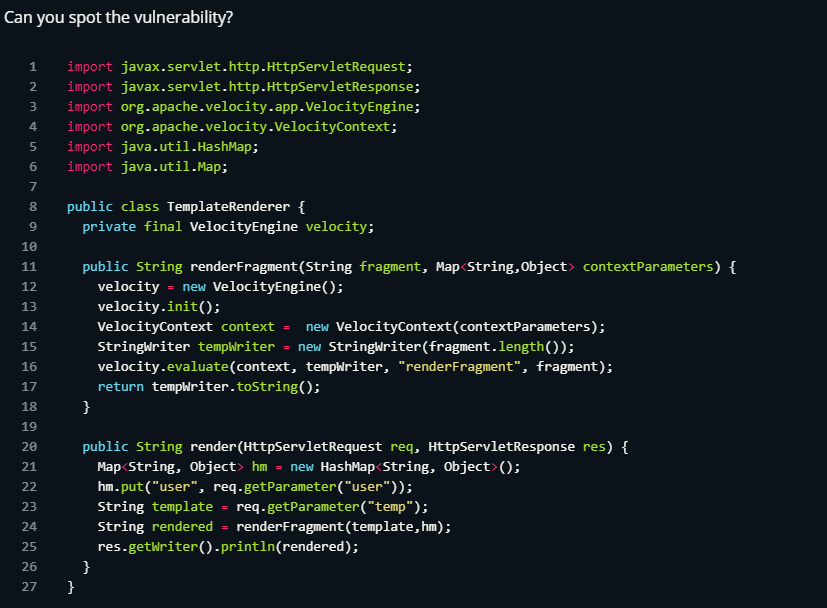 Can you spot the vulnerability?
1 import javax.servlet.http.HttpServletRequest;
2 import javax.servlet.http.HttpServletResponse;
3 import org.apache.velocity.app.VelocityEngine;
4 import org.apache.velocity.VelocityContext;
5 import java.util.HashMap;
6 import java.util.Map;
7
8 public class TemplateRenderer {
9   private final VelocityEngine velocity;
10
11   public String renderFragment(String fragment, Map<String,Object> contextParameters) {
12     velocity = new VelocityEngine();
13     velocity.init();
14     VelocityContext context =  new VelocityContext(contextParameters);
15     StringWriter tempWriter = new StringWriter(fragment.length());
16     velocity.evaluate(context, tempWriter, "renderFragment", fragment);
17     return tempWriter.toString();
18   }
19
20   public String render(HttpServletRequest req, HttpServletResponse res) {
21     Map<String, Object> hm = new HashMap<String, Object>();
22     hm.put("user", req.getParameter("user"));
23     String template = req.getParameter("temp");
24     String rendered = renderFragment(template,hm);
25     res.getWriter().println(rendered);
26   }
27 }